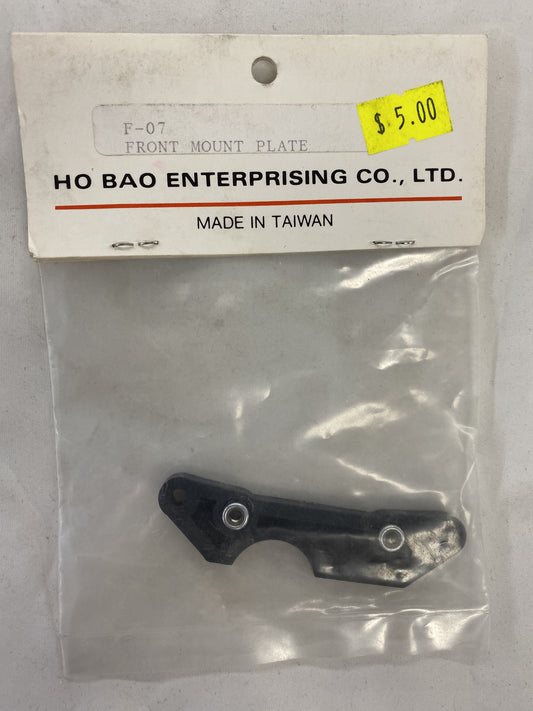 F-07
$ 5.00
FRONT MOUNT PLATE
HO BAO ENTERPRISING CO., LTD.
MADE IN TAIWAN